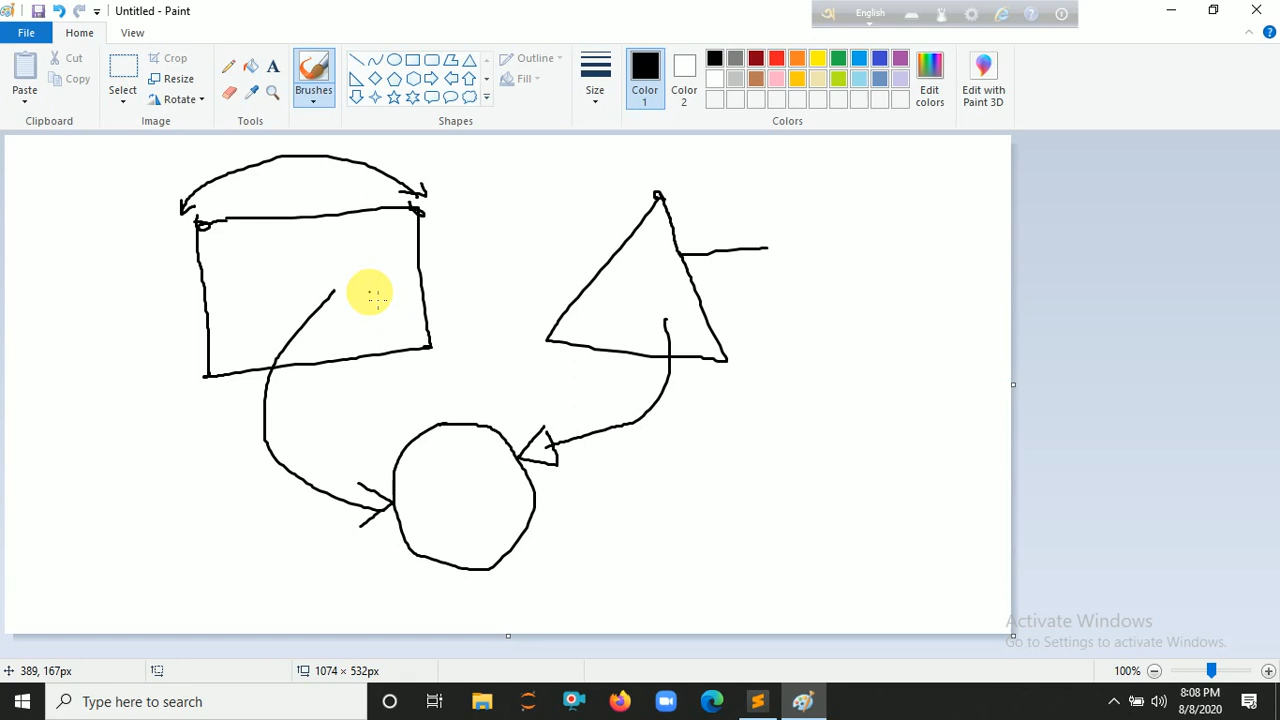 Untitled - Paint
অ English
File Home View
Paste Cut Copy Select Crop Resize Rotate A Brushes Outline Fill Size Color 1 Color 2 Edit colors Edit with Paint 3D
Clipboard Image Tools Shapes Colors
Activate Windows
Go to Settings to activate Windows.
389, 167px 1074 × 532px 100%
Type here to search 8:08 PM
8/8/2020